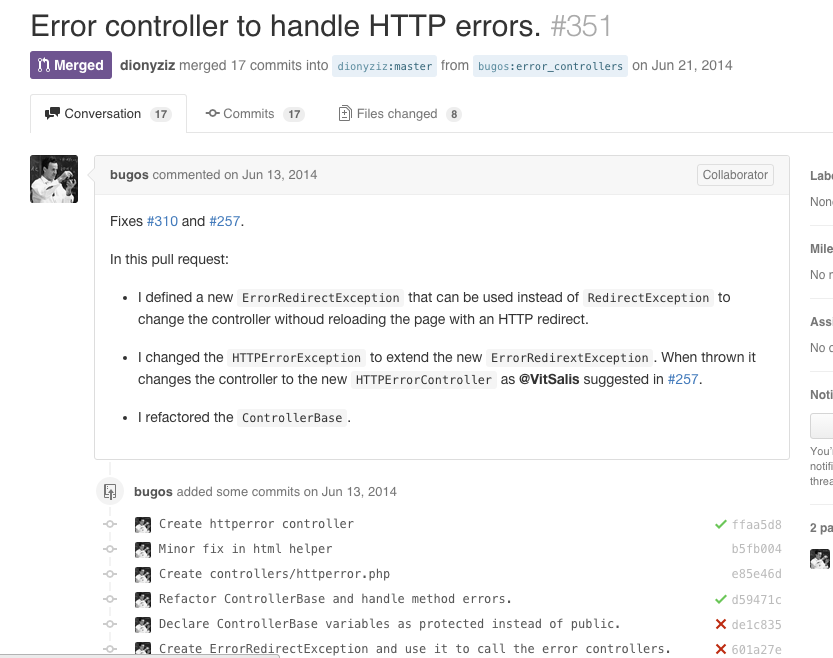 Error controller to handle HTTP errors. #351
Merged dionyziz merged 17 commits into dionyziz:master from bugos:error_controllers on Jun 21, 2014
Conversation 17 Commits 17 Files changed 8
bugos commented on Jun 13, 2014 Collaborator
Fixes #310 and #257.
In this pull request:
• I defined a new ErrorRedirectException that can be used instead of RedirectException to
change the controller withoud reloading the page with an HTTP redirect.
• I changed the HTTPErrorException to extend the new ErrorRedirextException. When thrown it
changes the controller to the new HTTPErrorController as @VitSalis suggested in #257.
• I refactored the ControllerBase.
bugos added some commits on Jun 13, 2014
Create httperror controller ffaa5d8
Minor fix in html helper b5fb004
Create controllers/httperror.php e85e46d
Refactor ControllerBase and handle method errors. d59471c
Declare ControllerBase variables as protected instead of public. de1c835
Create ErrorRedirectException and use it to call the error controllers. 601a27e
Labe
Non
Mile
No r
Assi
No c
Noti
You'
notifi
threa
2 pa